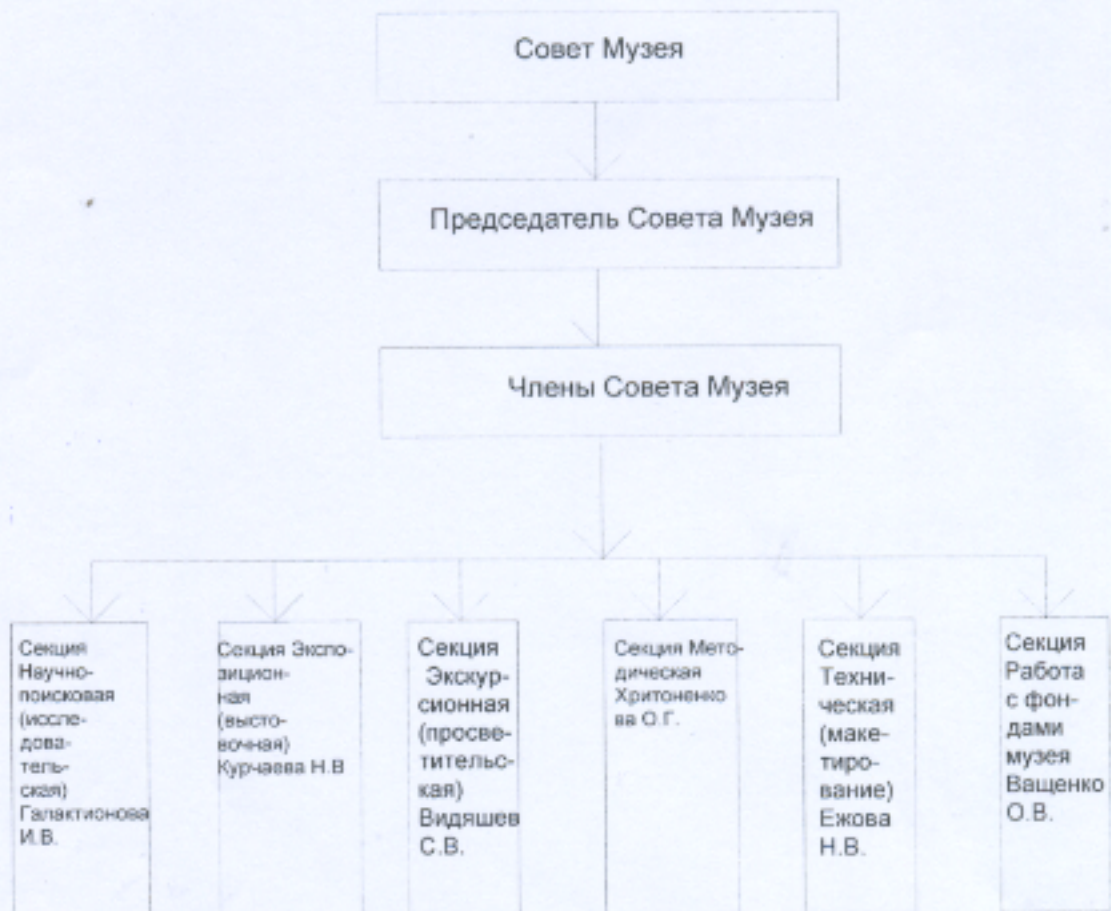 Совет Музея
Председатель Совета Музея
Члены Совета Музея
Секция
Научно-
поисковая
(иссле-
дова-
тель-
ская)
Галактионова
И.В.
Секция Экспо-
зицион-
ная
(высто-
вочная)
Курчаева Н.В
Секция
Экскур-
сионная
(просве-
тительс-
кая)
Видяшев
С.В.
Секция Мето-
дическая
Хритоненко
ва О.Г.
Секция
Техни-
ческая
(маке-
тиро-
вание)
Ежова
Н.В.
Секция
Работа
с фон-
дами
музея
Ващенко
О.В.